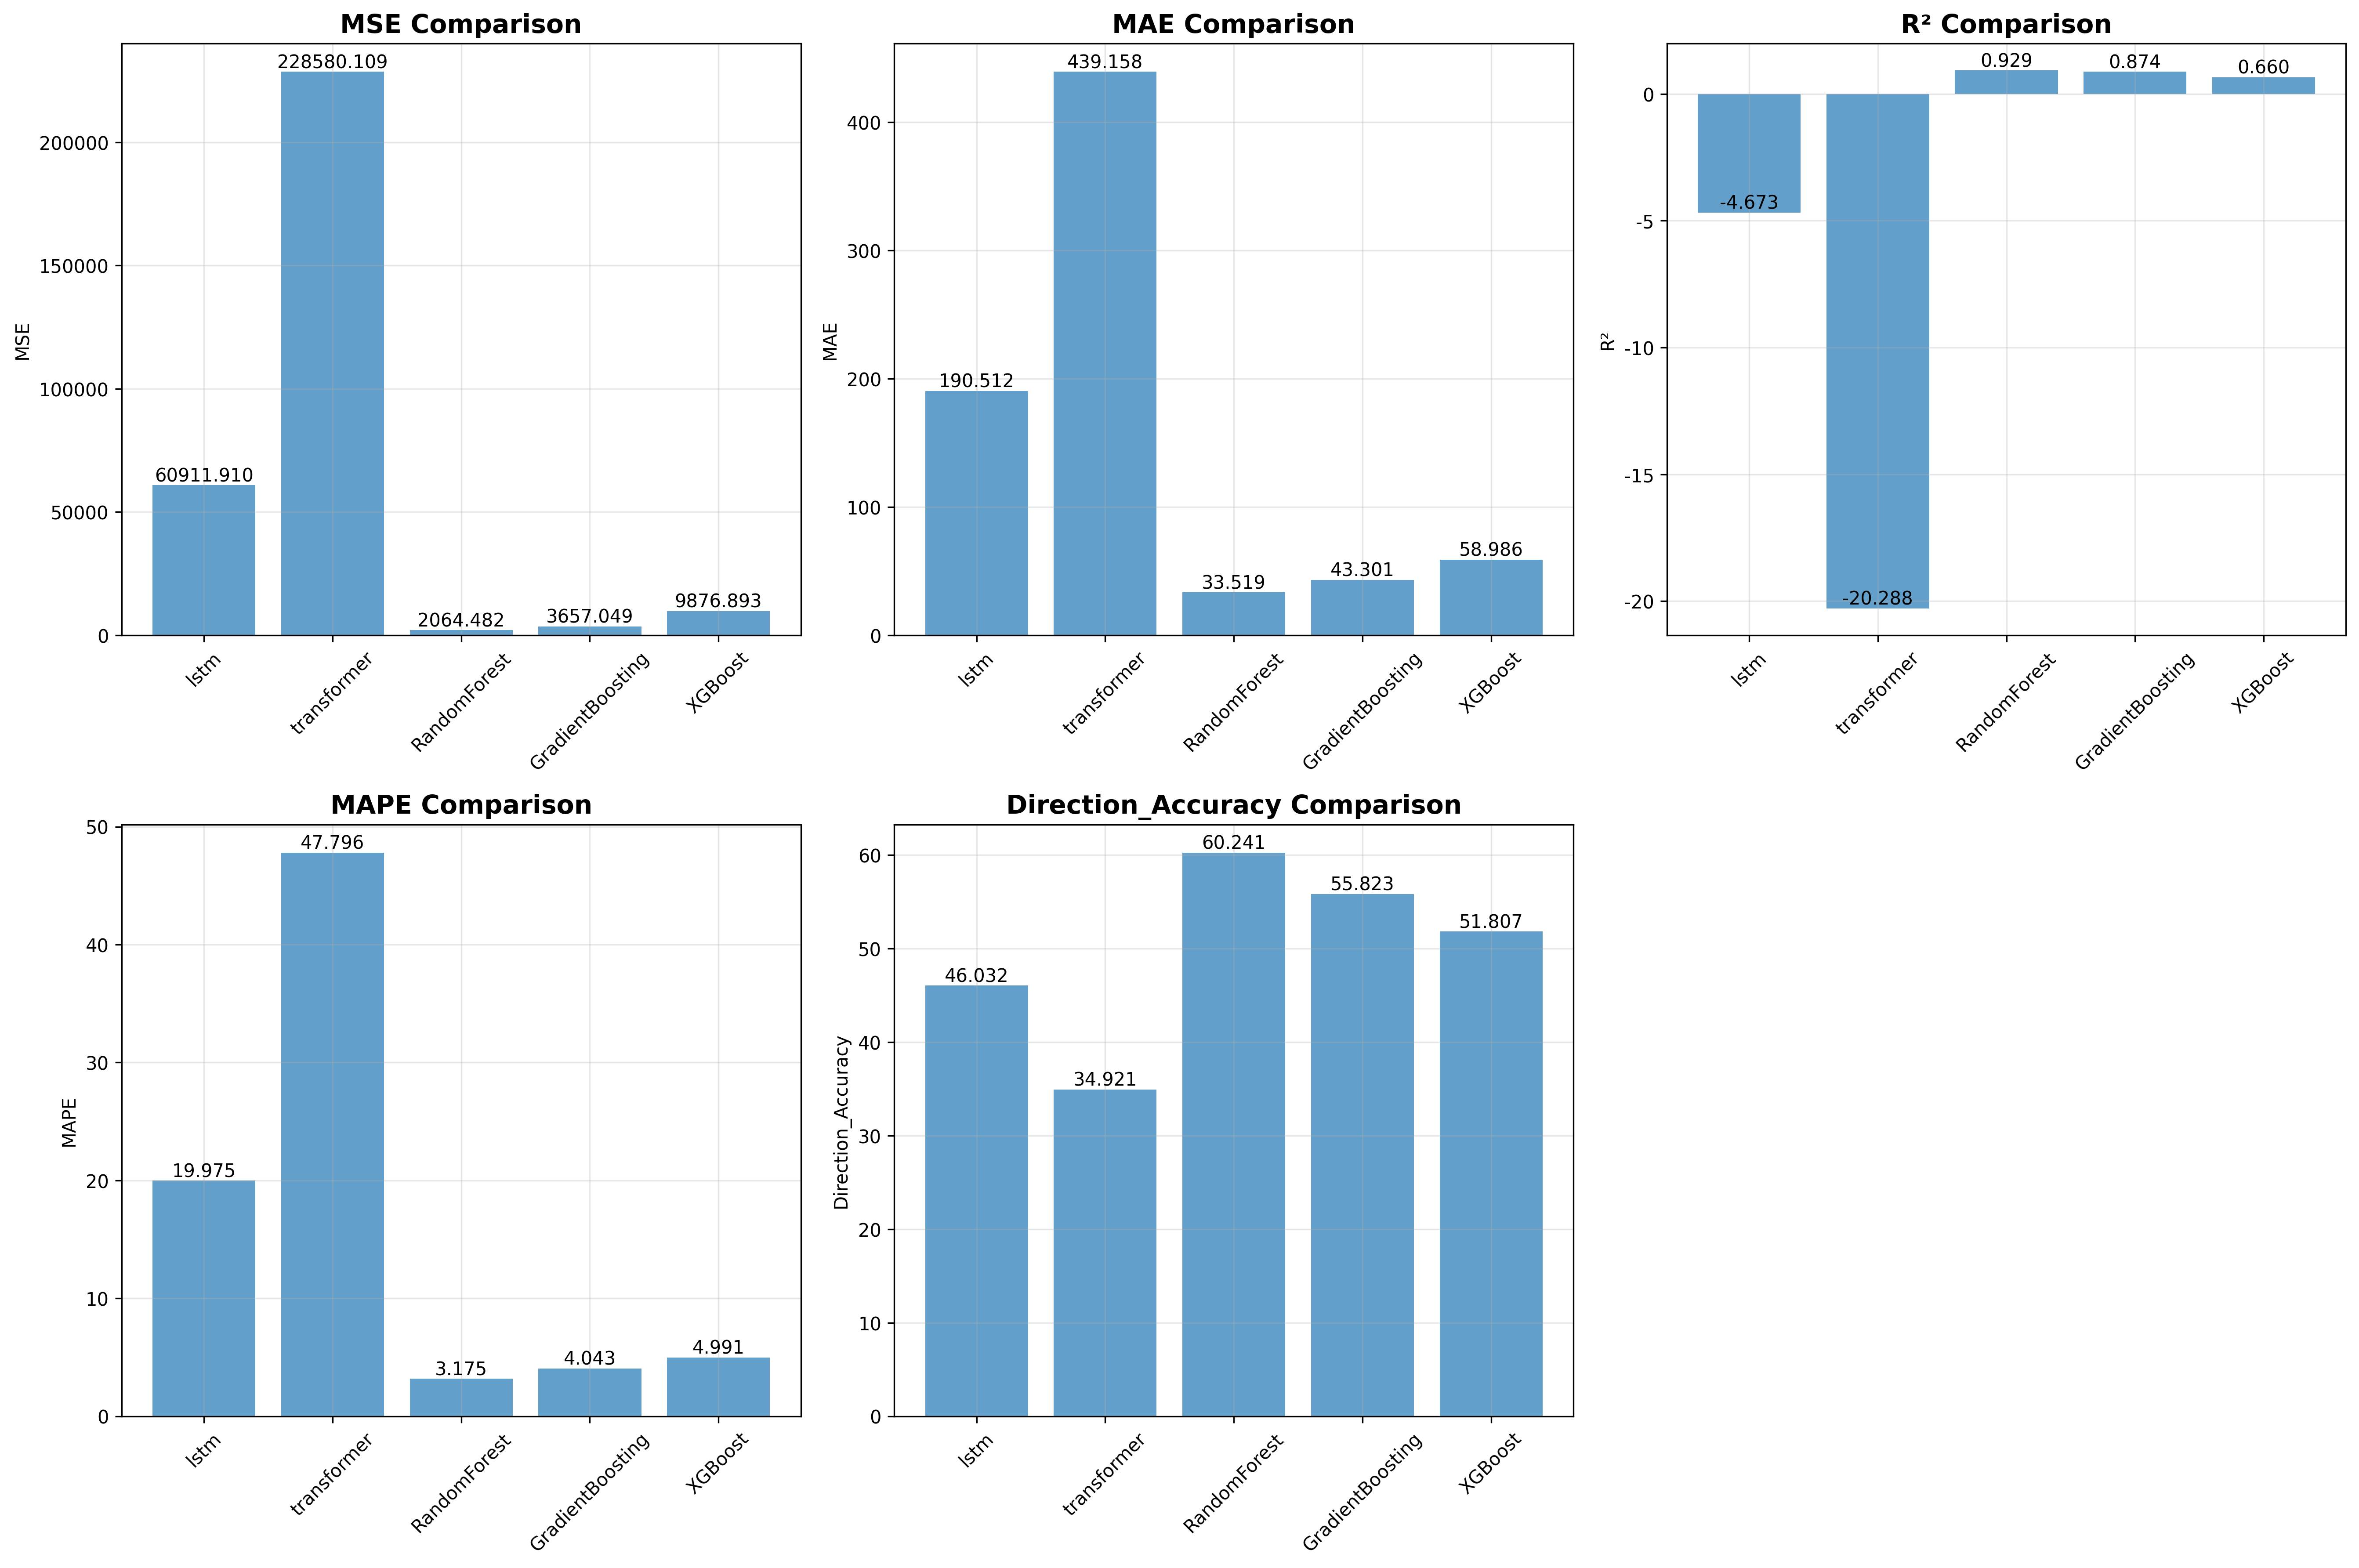 MSE Comparison
MSE
200000
150000
100000
50000
0
60911.910
228580.109
2064.482
3657.049
9876.893
lstm
transformer
RandomForest
GradientBoosting
XGBoost
MAE Comparison
MAE
400
300
200
100
0
190.512
439.158
33.519
43.301
58.986
lstm
transformer
RandomForest
GradientBoosting
XGBoost
R² Comparison
R²
0
-5
-10
-15
-20
-4.673
-20.288
0.929
0.874
0.660
lstm
transformer
RandomForest
GradientBoosting
XGBoost
MAPE Comparison
MAPE
50
40
30
20
10
0
19.975
47.796
3.175
4.043
4.991
lstm
transformer
RandomForest
GradientBoosting
XGBoost
Direction_Accuracy Comparison
Direction_Accuracy
60
50
40
30
20
10
0
46.032
34.921
60.241
55.823
51.807
lstm
transformer
RandomForest
GradientBoosting
XGBoost